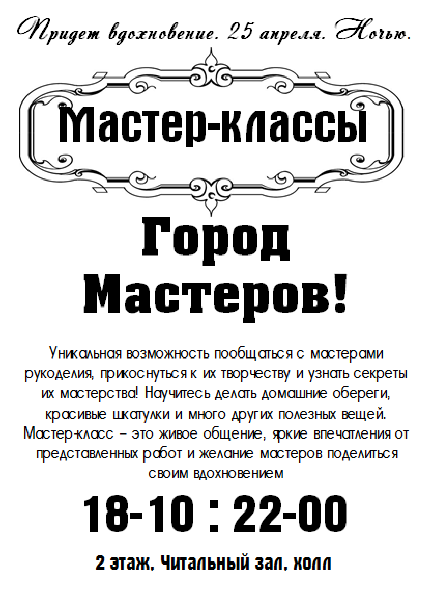 Придет вдохновение. 25 апреля. Ночью.
Мастер-классы
Город
Мастеров!
Уникальная возможность пообщаться с мастерами
рукоделия, прикоснуться к их творчеству и узнать секреты
их мастерства! Научитесь делать домашние обереги,
красивые шкатулки и много других полезных вещей.
Мастер-класс – это живое общение, яркие впечатления от
представленных работ и желание мастеров поделиться
своим вдохновением
18-10 : 22-00
2 этаж, Читальный зал, холл